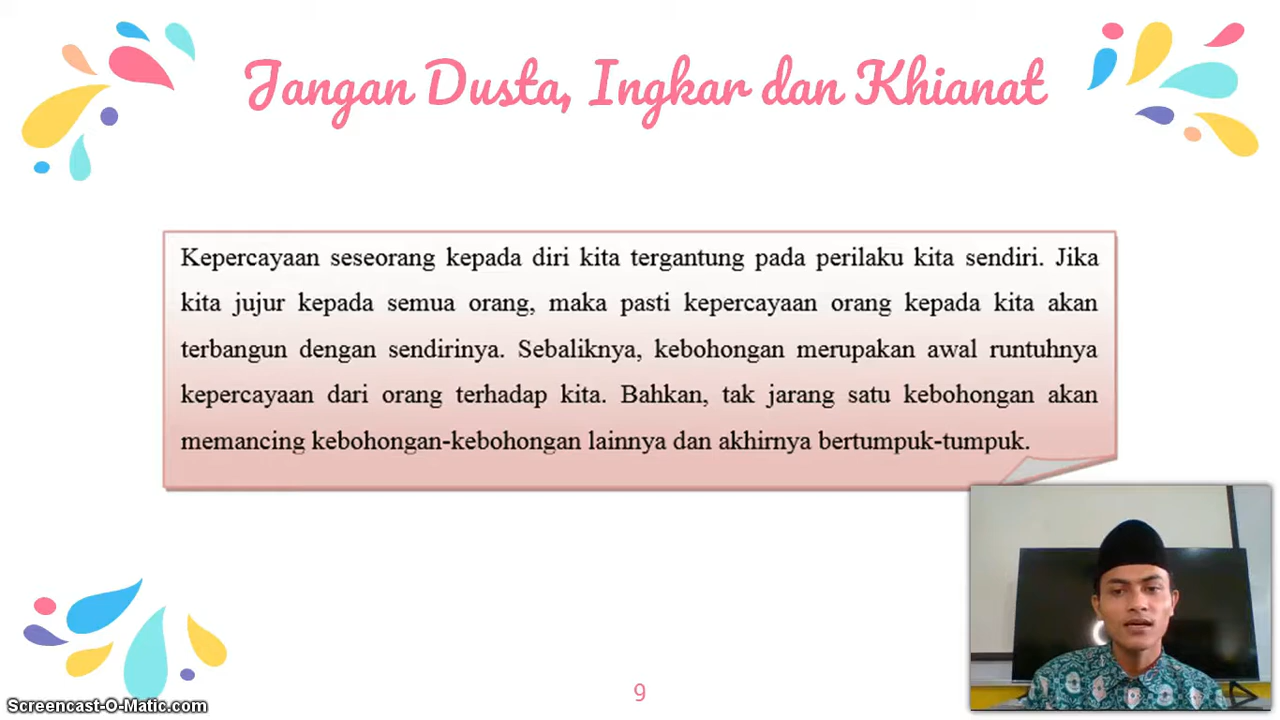 Jangan Dusta, Ingkar dan Khianat
Kepercayaan seseorang kepada diri kita tergantung pada perilaku kita sendiri. Jika
kita jujur kepada semua orang, maka pasti kepercayaan orang kepada kita akan
terbangun dengan sendirinya. Sebaliknya, kebohongan merupakan awal runtuhnya
kepercayaan dari orang terhadap kita. Bahkan, tak jarang satu kebohongan akan
memancing kebohongan-kebohongan lainnya dan akhirnya bertumpuk-tumpuk.
9
Screencast-O-Matic.com